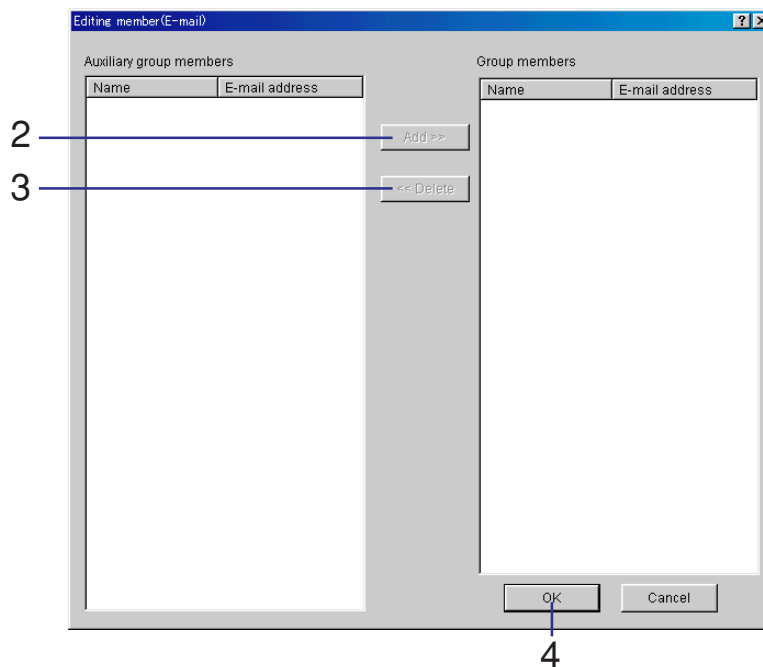 Editing member(E-mail)
Auxiliary group members
Group members
Name
E-mail address
Name
E-mail address
2
Add >>
3
<< Delete
OK
Cancel
4